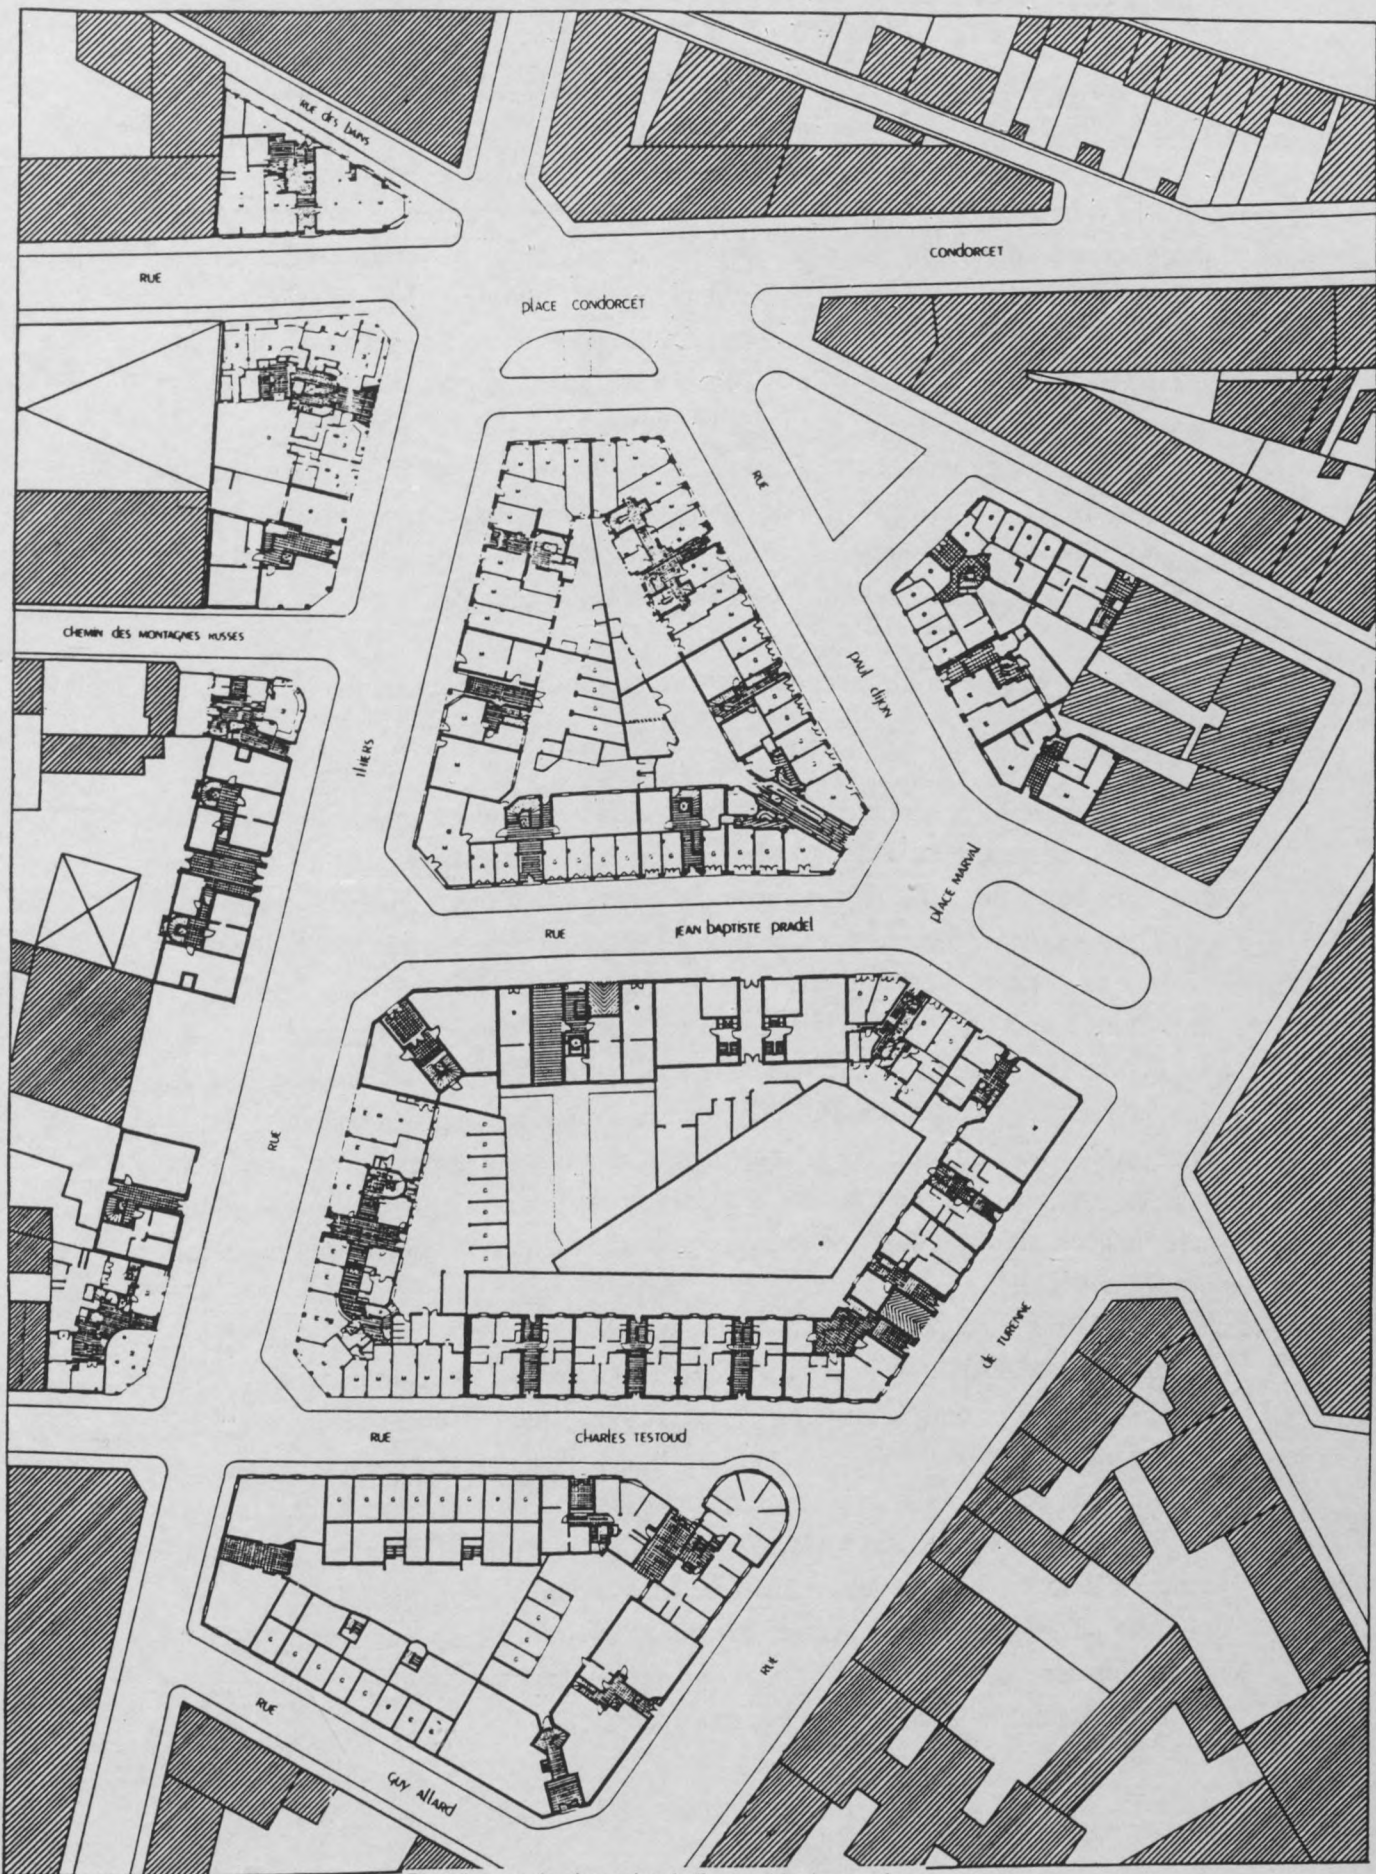 RUE des bAINS
RUE
CONdORCET
plACE CONdORCET
RUE
chEMIN dES MONTAGNES RUSSES
pAul dijon
ThiERS
plACE MARVAl
RUE
jEAN bAPTISTE pRAdEl
RUE
dE TURENNE
RUE
ChARlES TESTOUd
RUE
RUE
GUY AllARd